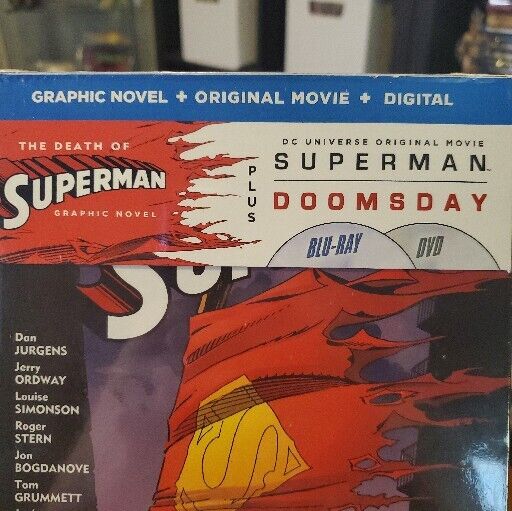 GRAPHIC NOVEL + ORIGINAL MOVIE + DIGITAL
THE DEATH OF
SUPERMAN
GRAPHIC NOVEL
PLUS
DC UNIVERSE ORIGINAL MOVIE
SUPERMAN™
DOOMSDAY
BLU-RAY
DVD
Dan
JURGENS
Jerry
ORDWAY
Louise
SIMONSON
Roger
STERN
Jon
BOGDANOVE
Tom
GRUMMETT